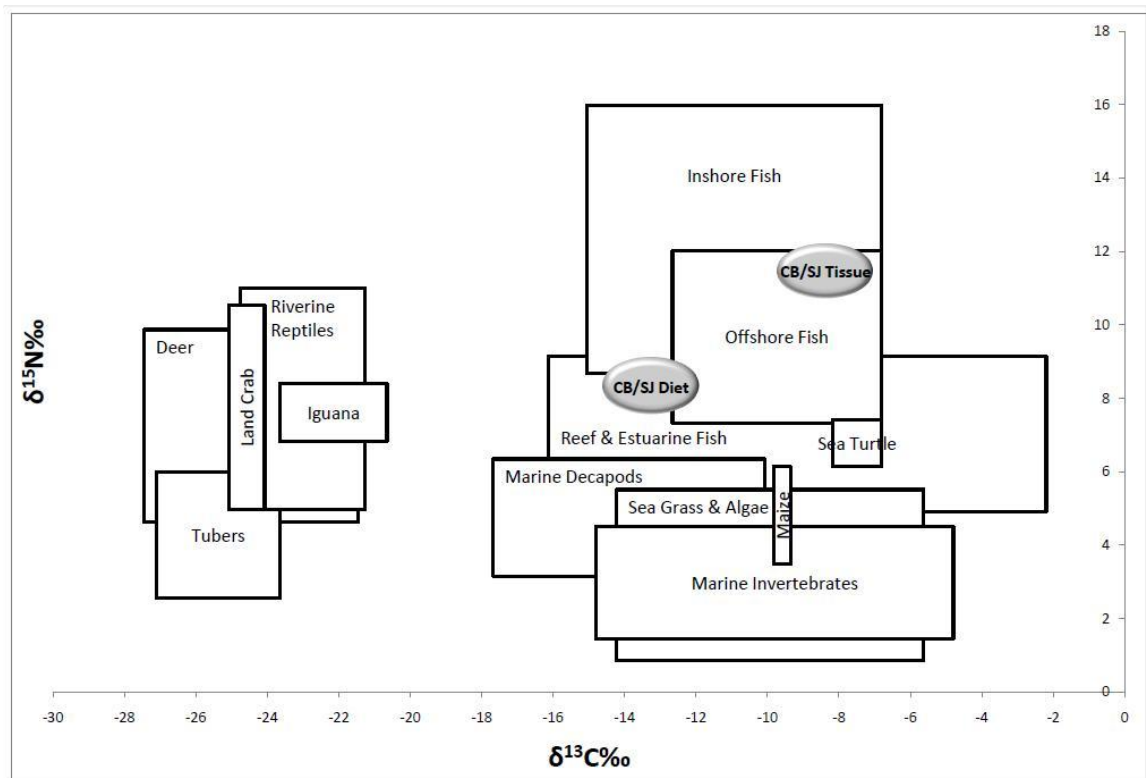 18
16
Inshore Fish
14
12
CB/SJ Tissue
Riverine
Reptiles
10
Deer
Offshore Fish
δ¹⁵N‰
CB/SJ Diet
8
Land Crab
Iguana
Reef & Estuarine Fish
Sea Turtle
6
Marine Decapods
Sea Grass & Algae
Maize
Tubers
4
Marine Invertebrates
2
0
-30 -28 -26 -24 -22 -20 -18 -16 -14 -12 -10 -8 -6 -4 -2 0
δ¹³C‰